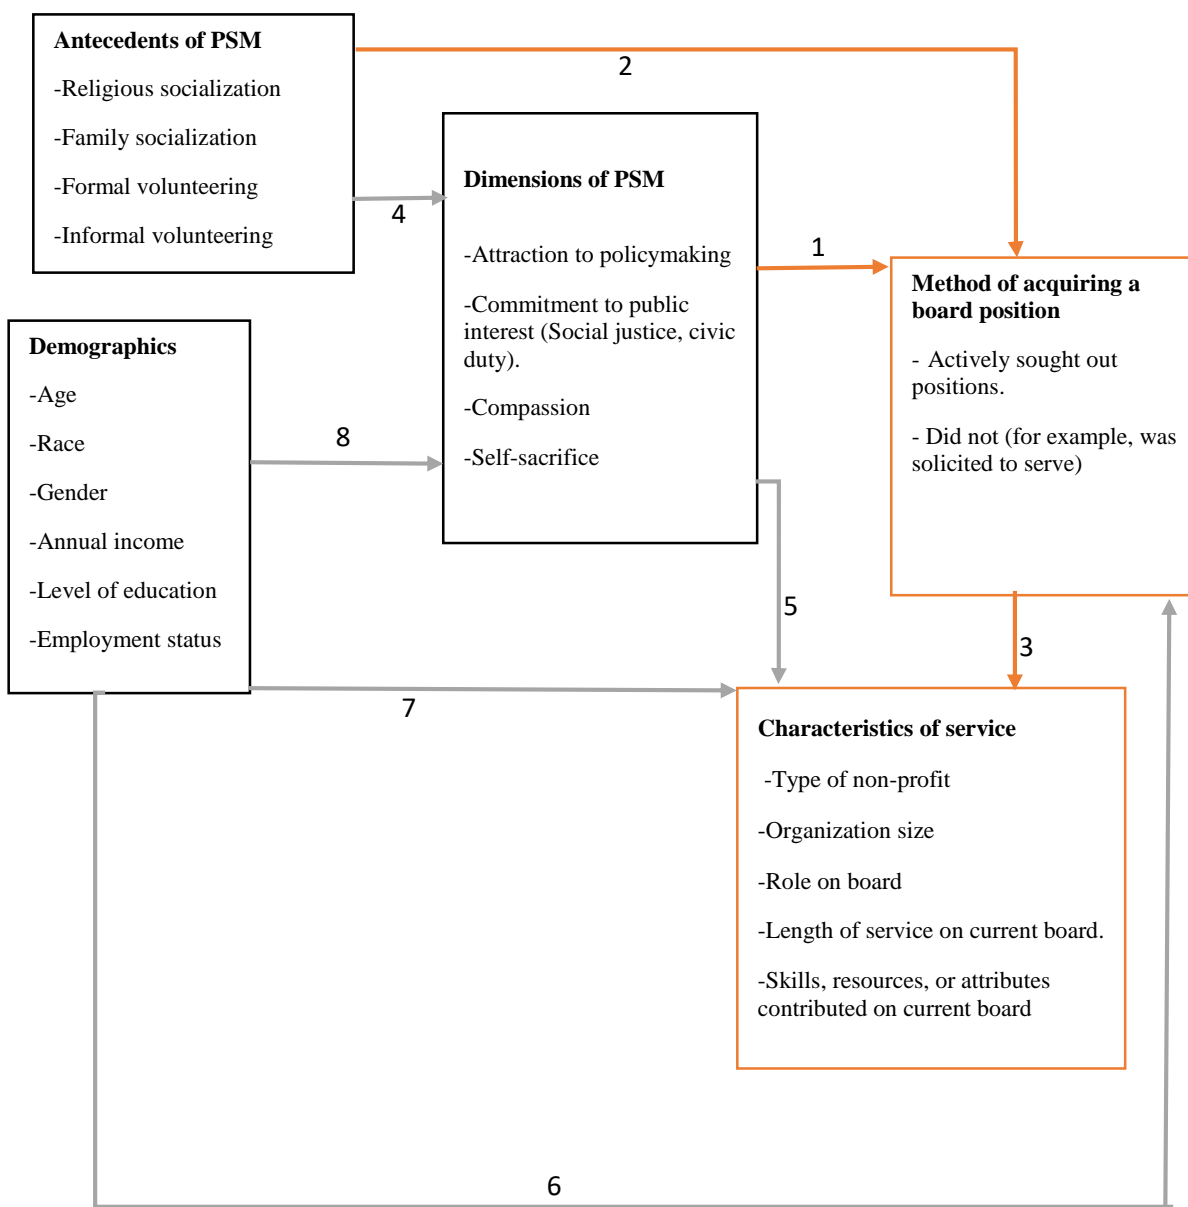 Antecedents of PSM
-Religious socialization
-Family socialization
-Formal volunteering
-Informal volunteering
2
4
Dimensions of PSM
-Attraction to policymaking
-Commitment to public
interest (Social justice, civic
duty).
-Compassion
-Self-sacrifice
1
Method of acquiring a
board position
- Actively sought out
positions.
- Did not (for example, was
solicited to serve)
Demographics
-Age
-Race
-Gender
-Annual income
-Level of education
-Employment status
8
5
3
7
Characteristics of service
-Type of non-profit
-Organization size
-Role on board
-Length of service on current board.
-Skills, resources, or attributes
contributed on current board
6